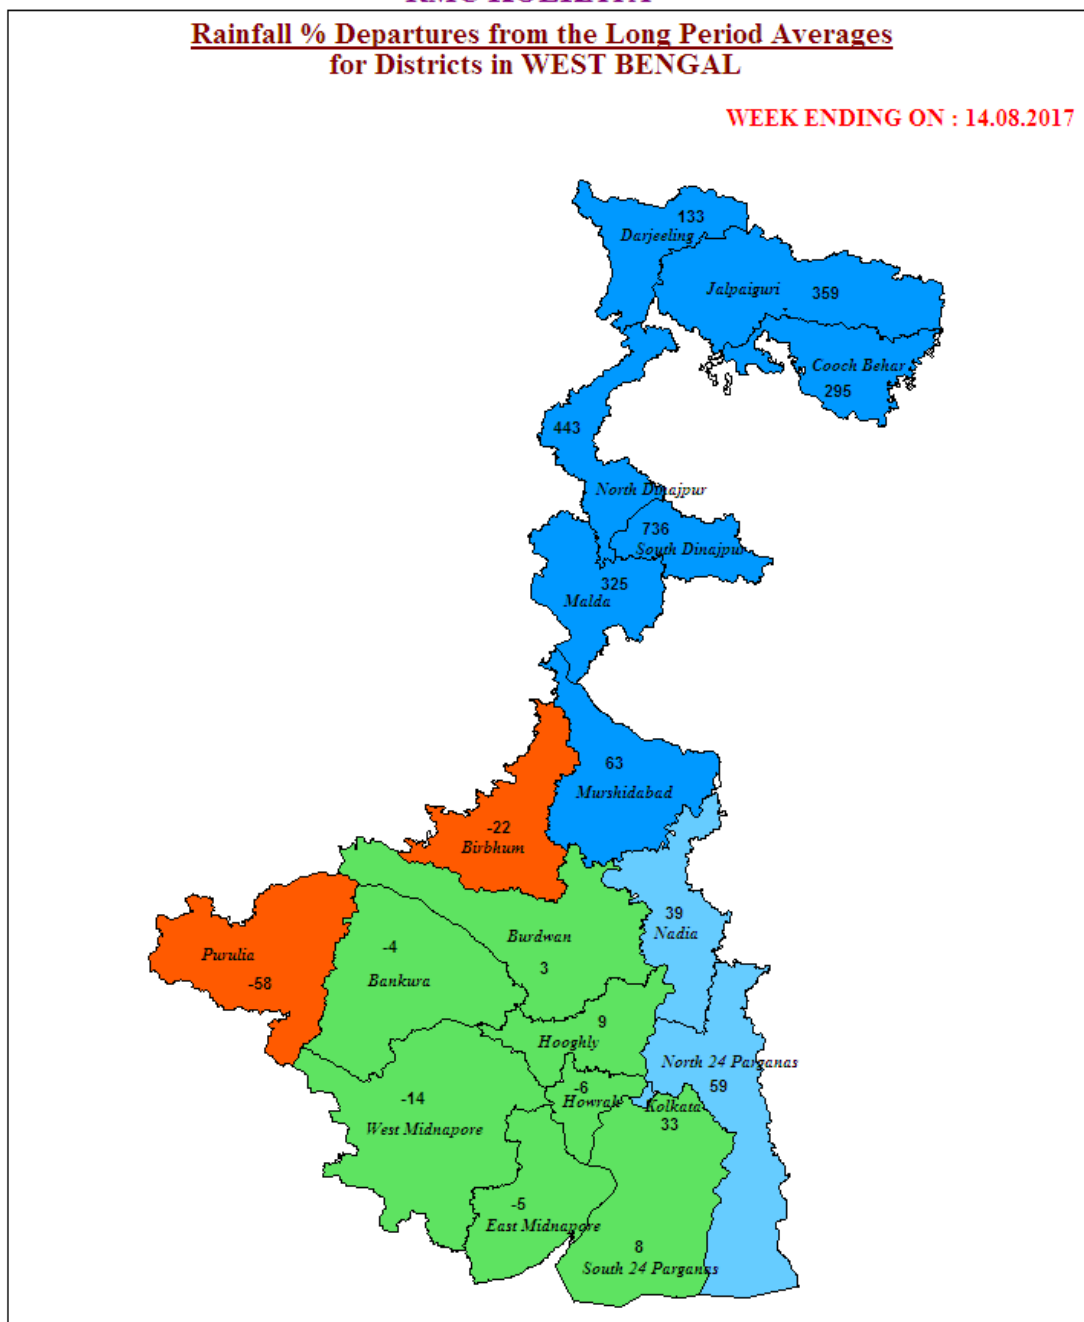 RMC KOLKATA
Rainfall % Departures from the Long Period Averages
for Districts in WEST BENGAL
WEEK ENDING ON : 14.08.2017
133
Darjeeling
Jalpaiguri
359
Cooch Behar
295
443
North Dinajpur
736
South Dinajpur
325
Malda
63
Murshidabad
-22
Birbhum
39
Nadia
Burdwan
3
-4
Bankura
Purulia
-58
9
Hooghly
North 24 Parganas
59
-6
Howrah
Kolkata
33
-14
West Midnapore
-5
East Midnapore
8
South 24 Parganas